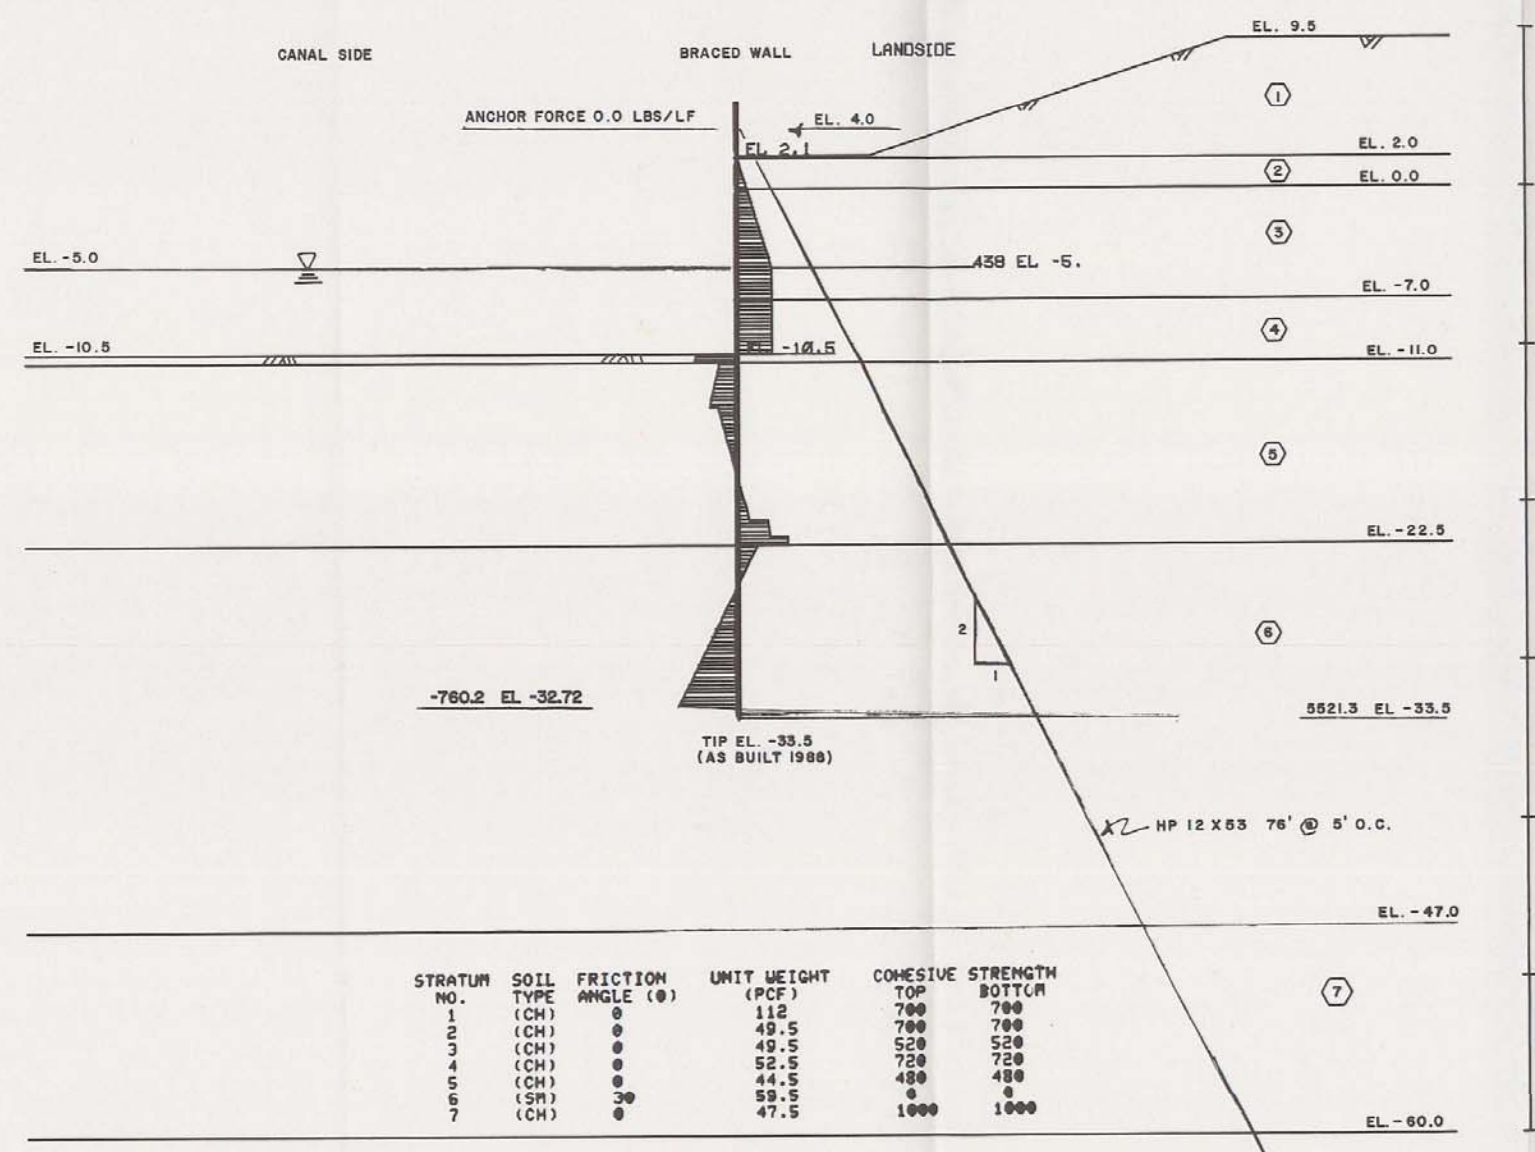 EL. 9.5
CANAL SIDE BRACED WALL LANDSIDE
1
ANCHOR FORCE 0.0 LBS/LF EL. 4.0
EL 2.1 EL. 2.0
2 EL. 0.0
3
EL. -5.0 438 EL -5.
EL. -7.0
4
EL. -10.5 EL -10.5 EL. -11.0
5
EL. -22.5
2 6
1
-760.2 EL -32.72 5521.3 EL -33.5
TIP EL. -33.5
(AS BUILT 1988)
HP 12 X 53 76' @ 5' O.C.
EL. -47.0
STRATUM SOIL FRICTION UNIT WEIGHT COHESIVE STRENGTH
NO. TYPE ANGLE (0) (PCF) TOP BOTTOM
1 (CH) 0 112 700 700
2 (CH) 0 49.5 700 700
3 (CH) 0 49.5 520 520
4 (CH) 0 52.5 720 720
5 (CH) 0 44.5 480 480
6 (SM) 30 59.5 0 0
7 (CH) 0 47.5 1000 1000
7
EL. -60.0